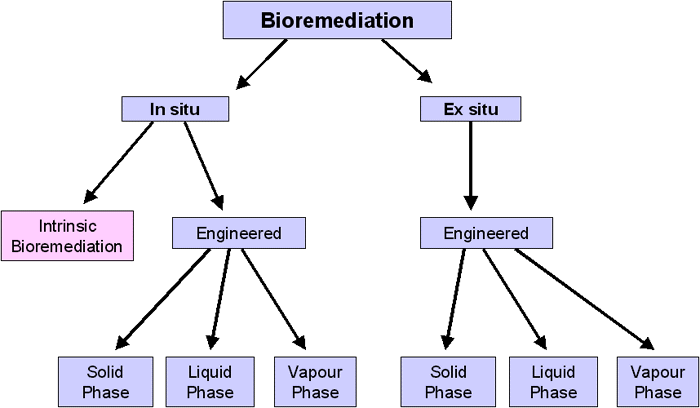 Bioremediation
In situ
Ex situ
Intrinsic
Bioremediation
Engineered
Engineered
Solid
Phase
Liquid
Phase
Vapour
Phase
Solid
Phase
Liquid
Phase
Vapour
Phase